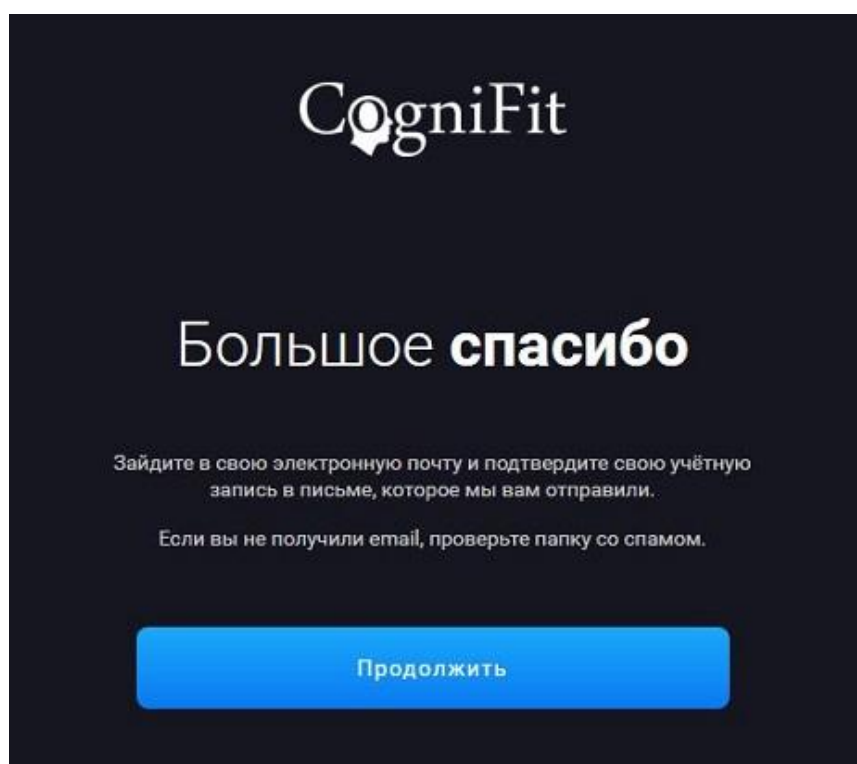 CogniFit
Большое спасибо
Зайдите в свою электронную почту и подтвердите свою учётную
запись в письме, которое мы вам отправили.
Если вы не получили email, проверьте папку со спамом.
Продолжить